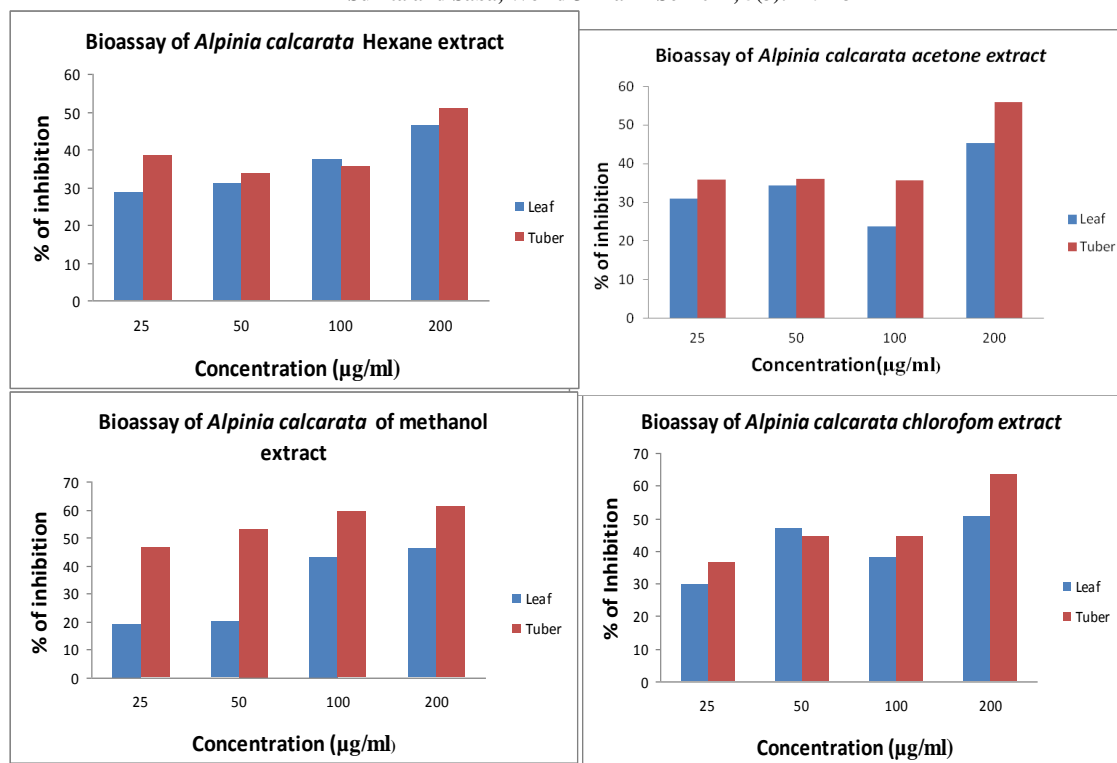 Bioassay of Alpinia calcarata Hexane extract
60
50
40
30
20
10
0
% of inhibition
25 50 100 200
Concentration (µg/ml)
Leaf
Tuber
Bioassay of Alpinia calcarata acetone extract
60
50
40
30
20
10
0
% of inhibition
25 50 100 200
Concentration(µg/ml)
Leaf
Tuber
Bioassay of Alpinia calcarata of methanol
extract
70
60
50
40
30
20
10
0
% of inhibition
25 50 100 200
Concentration (µg/ml)
Leaf
Tuber
Bioassay of Alpinia calcarata chlorofom extract
70
60
50
40
30
20
10
0
% of Inhibition
25 50 100 200
Concentration (µg/ml)
Leaf
Tuber